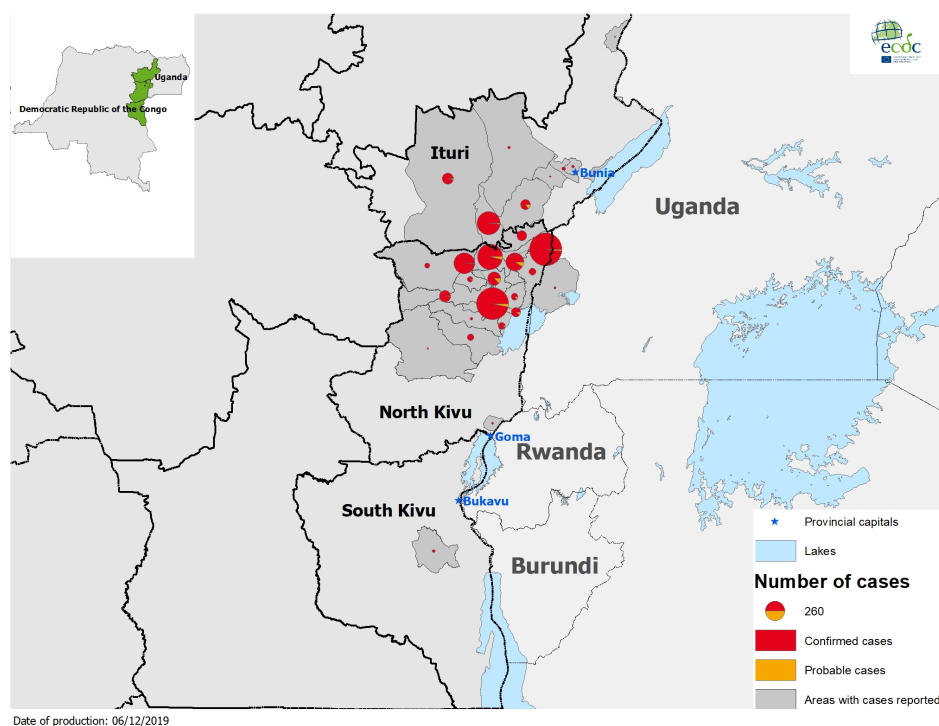 ecdc
Uganda
Democratic Republic of the Congo
Ituri
Bunia
Uganda
North Kivu
Goma
Rwanda
South Kivu
Bukavu
Burundi
Provincial capitals
Lakes
Number of cases
260
Confirmed cases
Probable cases
Areas with cases reported
Date of production: 06/12/2019